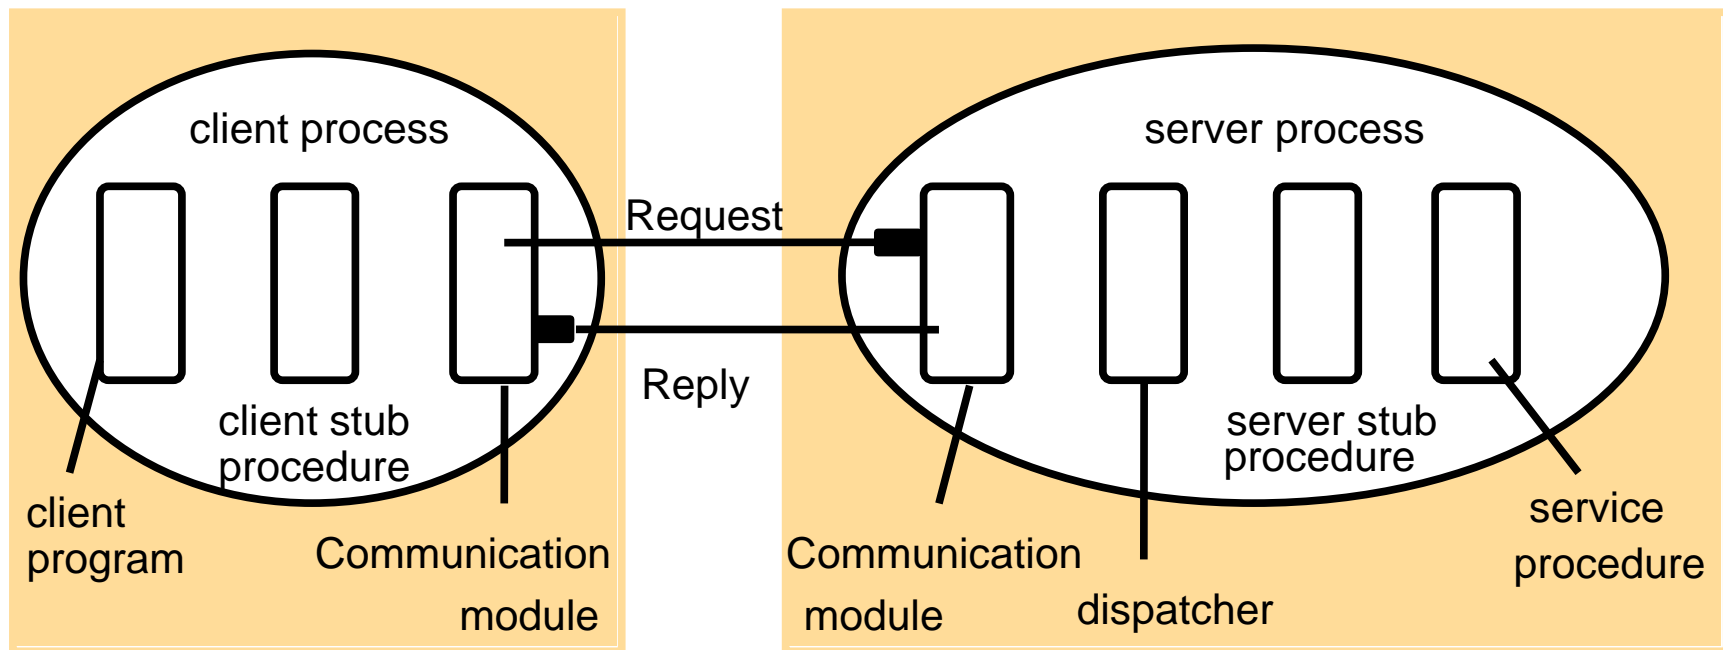 client process
server process
Request
Reply
client stub
procedure
server stub
procedure
client
program
Communication
module
Communication
module
dispatcher
service
procedure